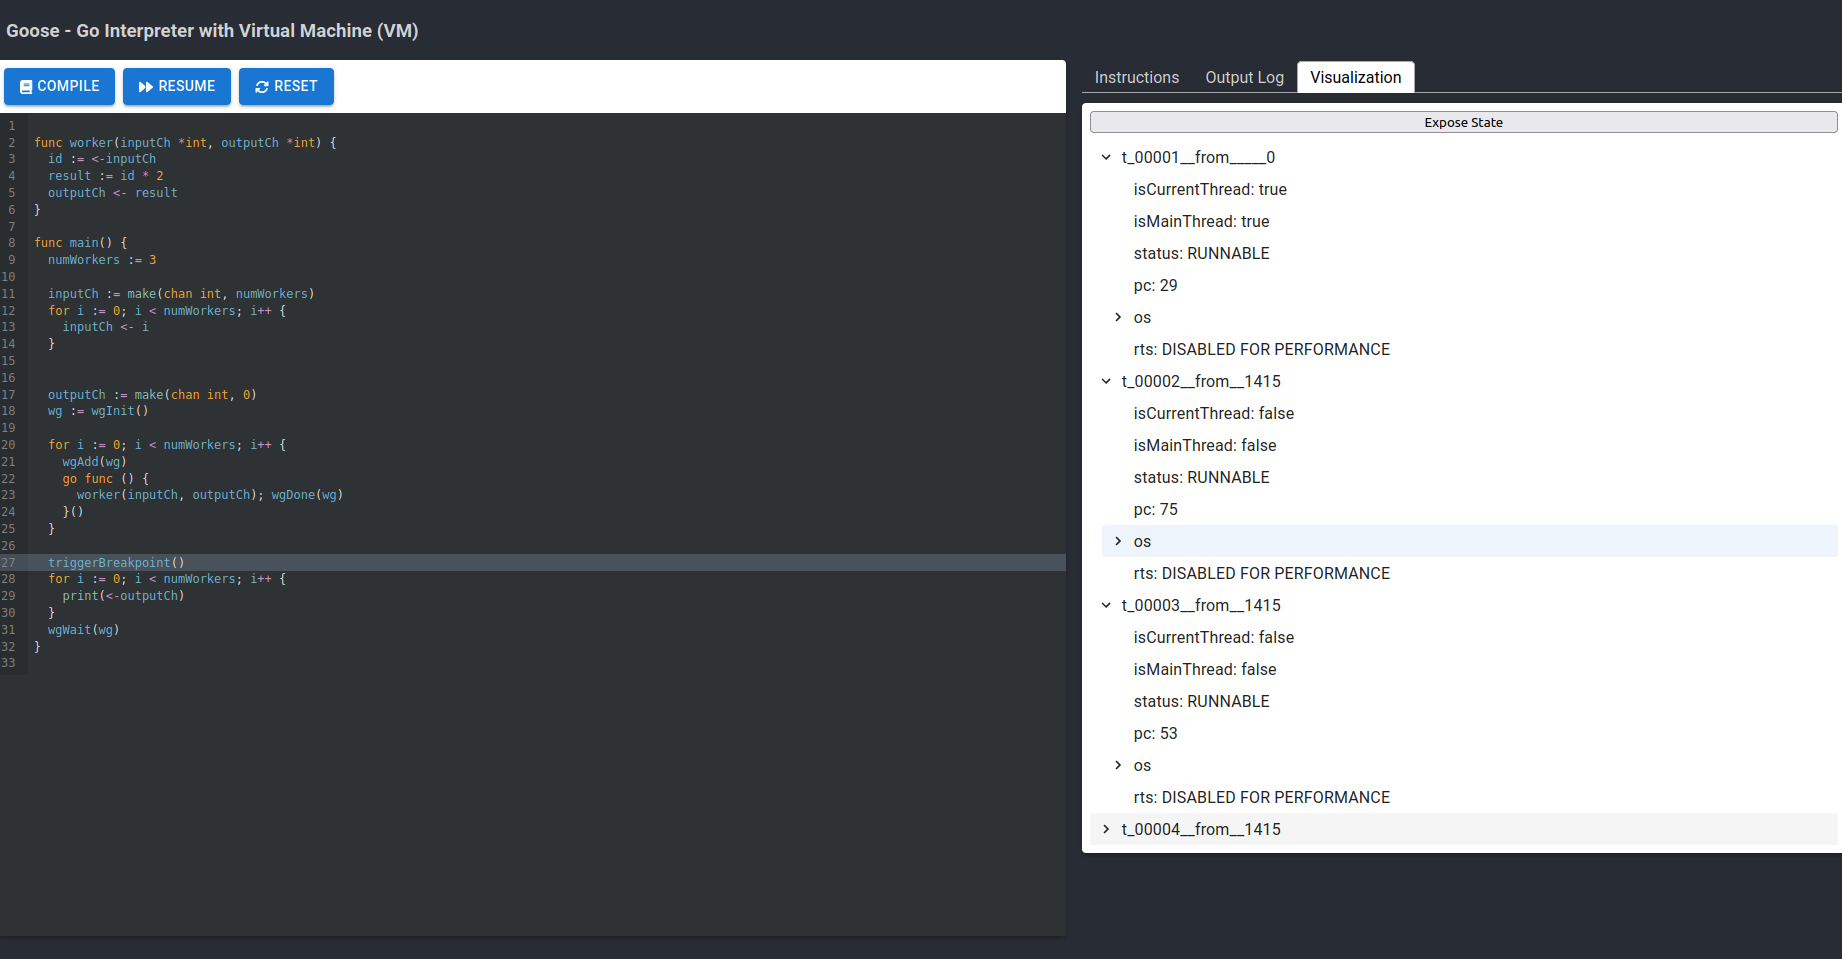 Goose - Go Interpreter with Virtual Machine (VM)
COMPILE RESUME RESET
1
2 func worker(inputCh *int, outputCh *int) {
3   id := <-inputCh
4   result := id * 2
5   outputCh <- result
6 }
7
8 func main() {
9   numWorkers := 3
10
11   inputCh := make(chan int, numWorkers)
12   for i := 0; i < numWorkers; i++ {
13     inputCh <- i
14   }
15
16
17   outputCh := make(chan int, 0)
18   wg := wgInit()
19
20   for i := 0; i < numWorkers; i++ {
21     wgAdd(wg)
22     go func () {
23       worker(inputCh, outputCh); wgDone(wg)
24     }()
25   }
26
27   triggerBreakpoint()
28   for i := 0; i < numWorkers; i++ {
29     print(<-outputCh)
30   }
31   wgWait(wg)
32 }
33
Instructions Output Log Visualization
Expose State
t_00001__from_____0
isCurrentThread: true
isMainThread: true
status: RUNNABLE
pc: 29
os
rts: DISABLED FOR PERFORMANCE
t_00002__from__1415
isCurrentThread: false
isMainThread: false
status: RUNNABLE
pc: 75
os
rts: DISABLED FOR PERFORMANCE
t_00003__from__1415
isCurrentThread: false
isMainThread: false
status: RUNNABLE
pc: 53
os
rts: DISABLED FOR PERFORMANCE
t_00004__from__1415